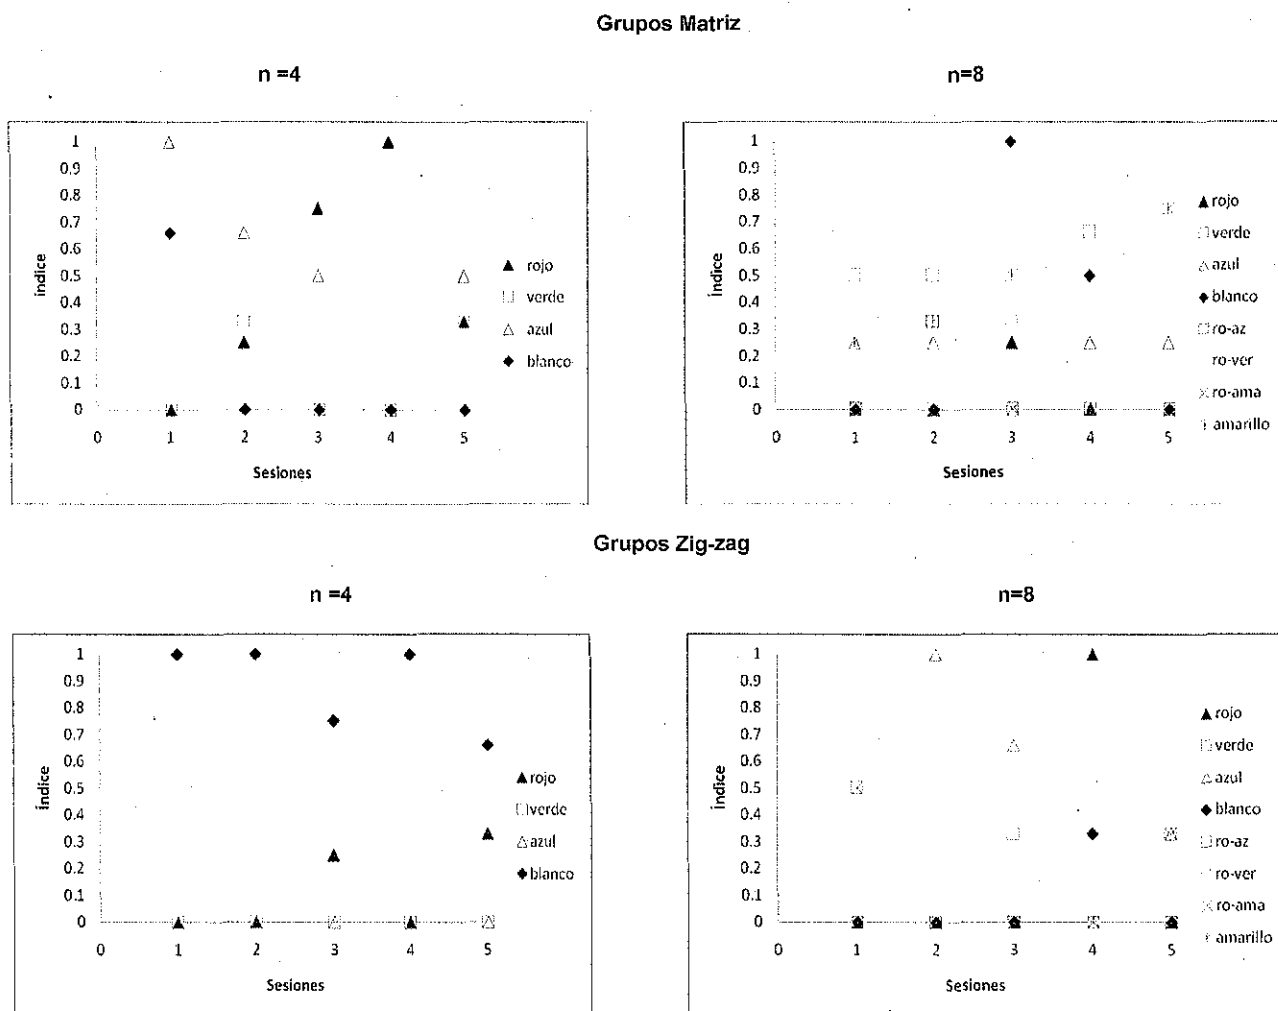 Grupos Matriz
n =4
n=8
1
0.9
0.8
0.7
0.6
0.5
0.4
0.3
0.2
0.1
0
0 1 2 3 4 5
índice
Sesiones
rojo
verde
azul
blanco
1
0.9
0.8
0.7
0.6
0.5
0.4
0.3
0.2
0.1
0
0 1 2 3 4 5
Índice
Sesiones
rojo
verde
azul
blanco
ro-az
ro-ver
ro-ama
amarillo
Grupos Zig-zag
n =4
n=8
1
0.9
0.8
0.7
0.6
0.5
0.4
0.3
0.2
0.1
0
0 1 2 3 4 5
índice
Sesiones
rojo
verde
azul
blanco
1
0.9
0.8
0.7
0.6
0.5
0.4
0.3
0.2
0.1
0
0 1 2 3 4 5
Índice
Sesiones
rojo
verde
azul
blanco
ro-az
ro-ver
ro-ama
amarillo